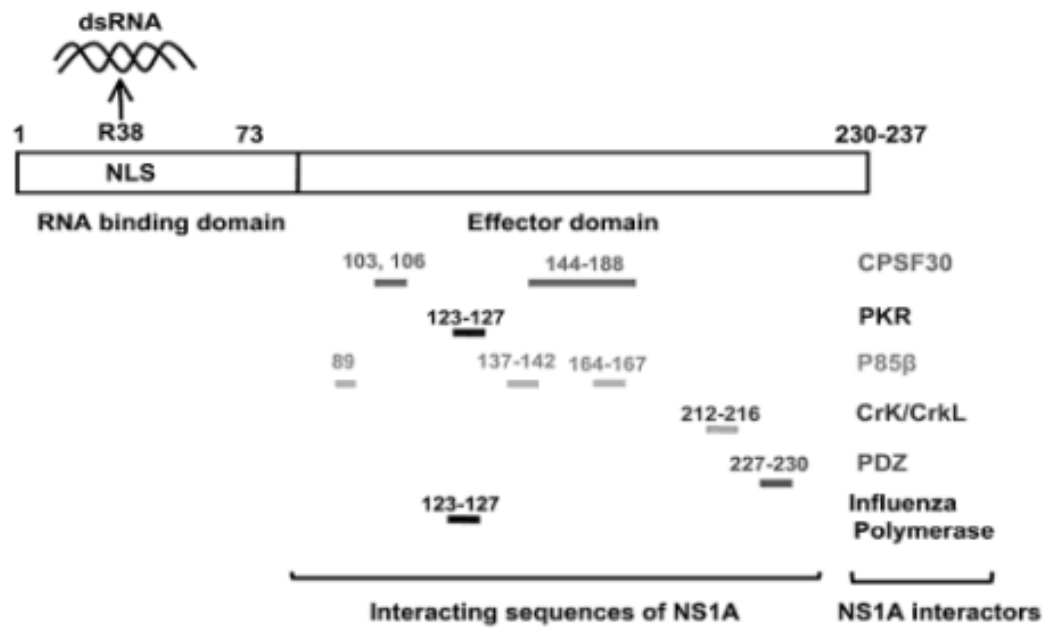 dsRNA
1 R38 73 230-237
NLS
RNA binding domain Effector domain
103, 106 144-188 CPSF30
123-127 PKR
89 137-142 164-167 P85β
212-216 CrK/CrkL
227-230 PDZ
123-127 Influenza
Polymerase
Interacting sequences of NS1A NS1A interactors